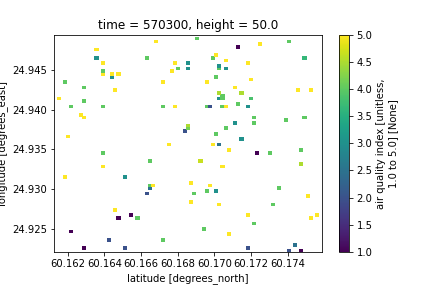 time = 570300, height = 50.0
24.945
24.940
24.935
24.930
24.925
longitude [degrees_east]
60.162 60.164 60.166 60.168 60.170 60.172 60.174
latitude [degrees_north]
5.0
4.5
4.0
3.5
3.0
2.5
2.0
1.5
1.0
air quality index [unitless,
1.0 to 5.0] [None]